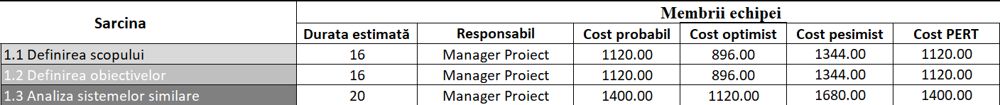 Sarcina Membrii echipei
Durata estimată Responsabil Cost probabil Cost optimist Cost pesimist Cost PERT
1.1 Definirea scopului 16 Manager Proiect 1120.00 896.00 1344.00 1120.00
1.2 Definirea obiectivelor 16 Manager Proiect 1120.00 896.00 1344.00 1120.00
1.3 Analiza sistemelor similare 20 Manager Proiect 1400.00 1120.00 1680.00 1400.00